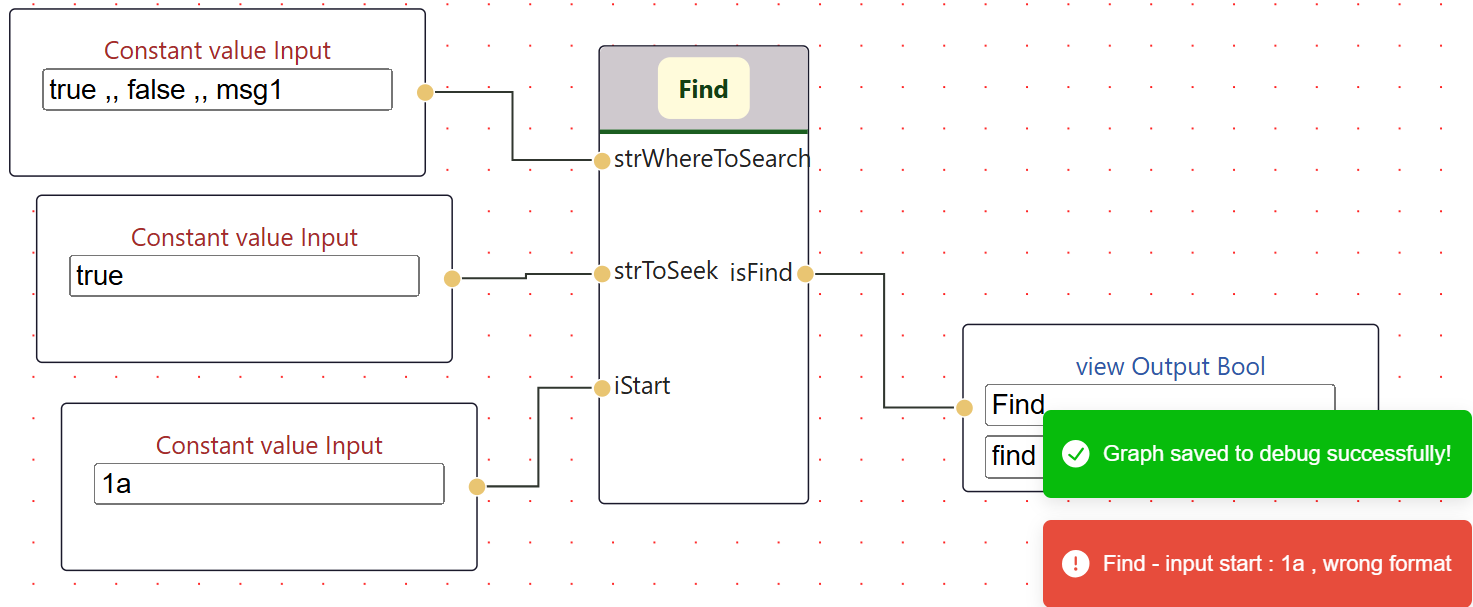 Constant value Input
true ,, false ,, msg1
Find
strWhereToSearch
Constant value Input
true
strToSeek
isFind
iStart
Constant value Input
1a
view Output Bool
Find
find
Graph saved to debug successfully!
Find - input start : 1a , wrong format